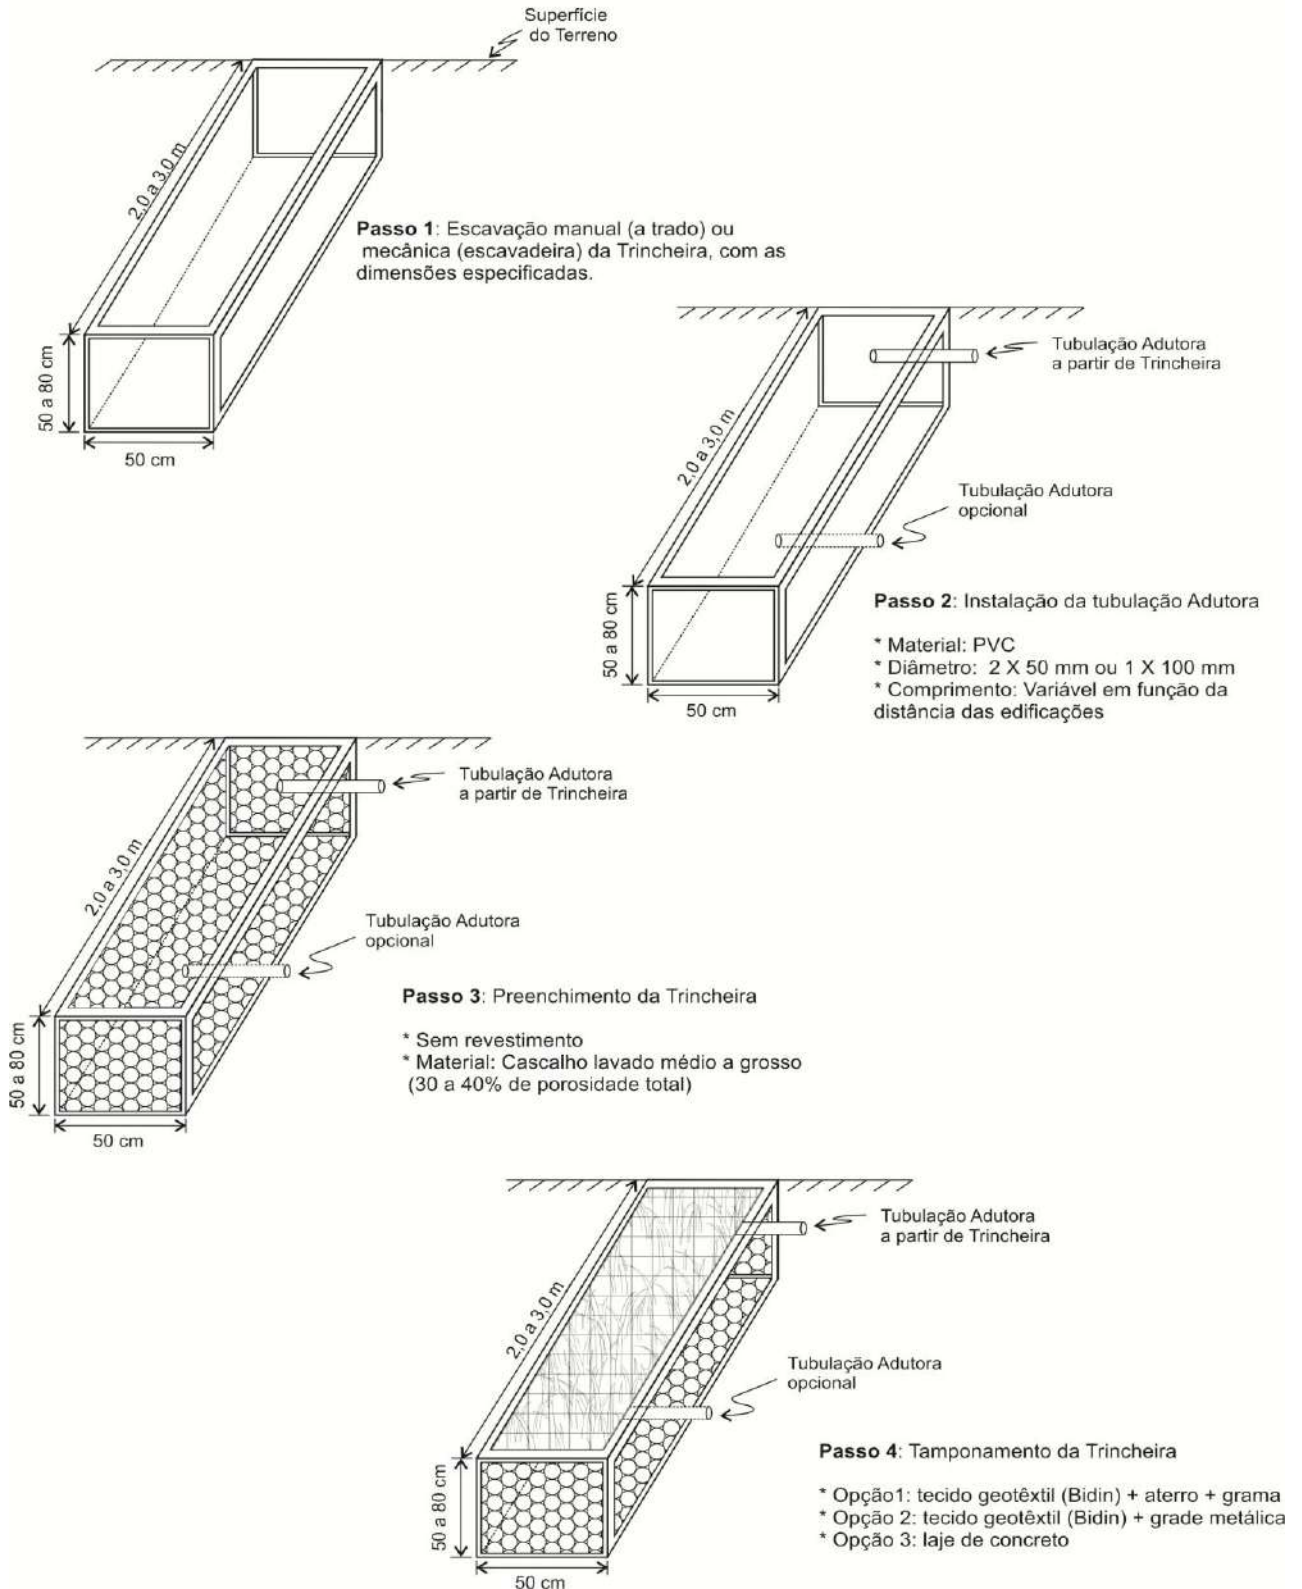 Superfície
do Terreno
2,0 a 3,0 m
Passo 1: Escavação manual (a trado) ou
mecânica (escavadeira) da Trincheira, com as
dimensões especificadas.
50 a 80 cm
50 cm
Tubulação Adutora
a partir de Trincheira
2,0 a 3,0 m
Tubulação Adutora
opcional
Passo 2: Instalação da tubulação Adutora
* Material: PVC
* Diâmetro: 2 X 50 mm ou 1 X 100 mm
* Comprimento: Variável em função da
distância das edificações
50 a 80 cm
50 cm
Tubulação Adutora
a partir de Trincheira
2,0 a 3,0 m
Tubulação Adutora
opcional
Passo 3: Preenchimento da Trincheira
* Sem revestimento
* Material: Cascalho lavado médio a grosso
(30 a 40% de porosidade total)
50 a 80 cm
50 cm
Tubulação Adutora
a partir de Trincheira
2,0 a 3,0 m
Tubulação Adutora
opcional
Passo 4: Tamponamento da Trincheira
* Opção1: tecido geotêxtil (Bidin) + aterro + grama
* Opção 2: tecido geotêxtil (Bidin) + grade metálica
* Opção 3: laje de concreto
50 a 80 cm
50 cm